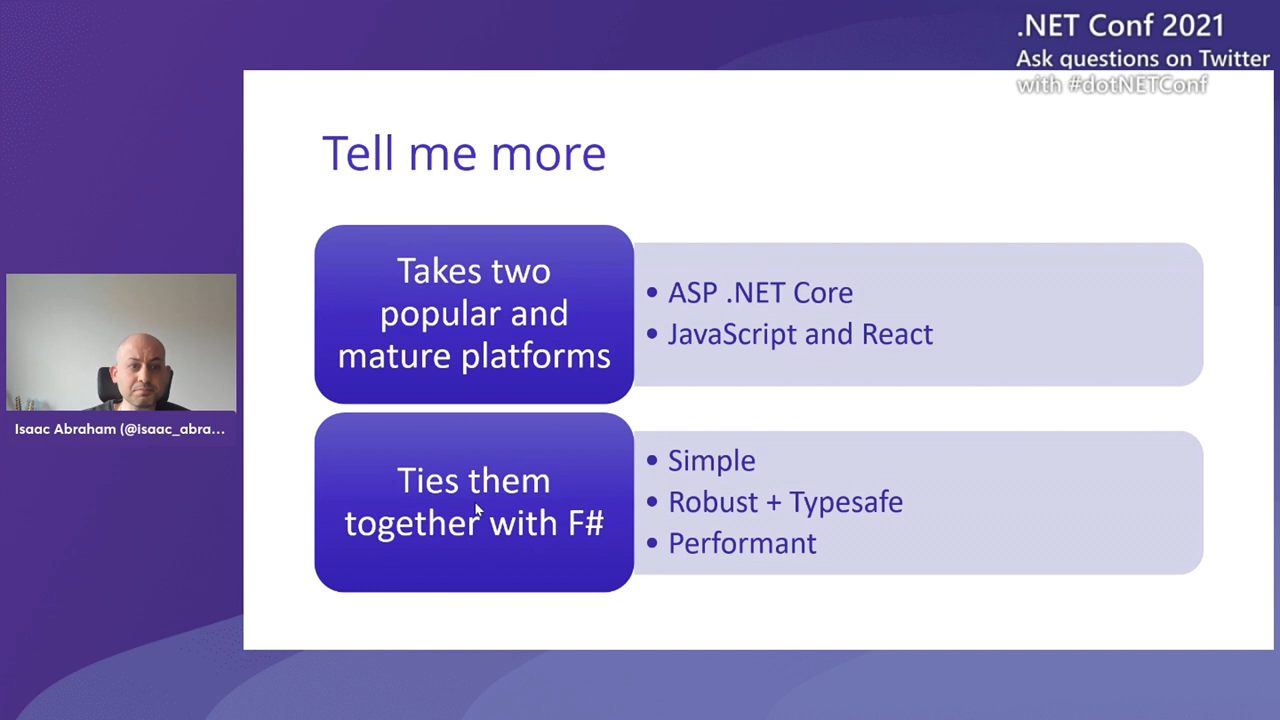 .NET Conf 2021
Ask questions on Twitter
with #dotNETConf
Tell me more
Takes two
popular and
mature platforms
• ASP .NET Core
• JavaScript and React
Isaac Abraham (@isaac_abra...
Ties them
together with F#
• Simple
• Robust + Typesafe
• Performant